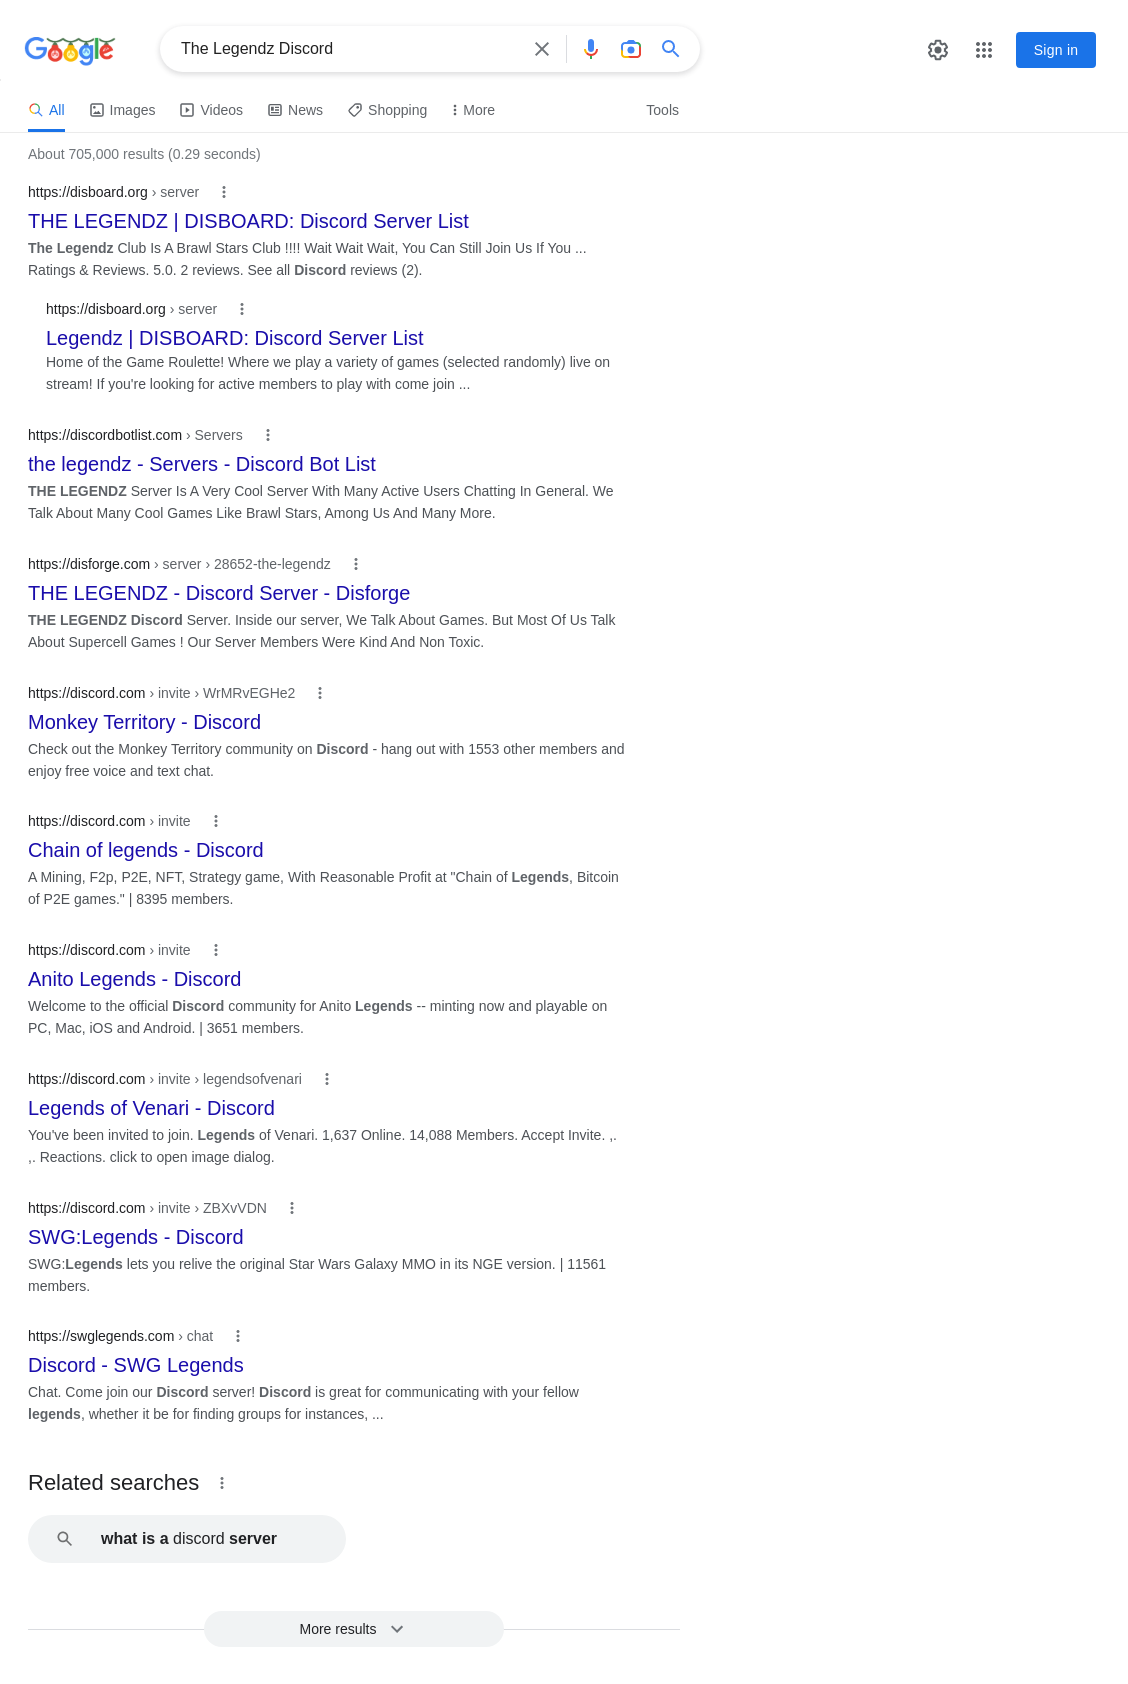 Google
The Legendz Discord
Sign in
All
Images
Videos
News
Shopping
More
Tools
About 705,000 results (0.29 seconds)
https://disboard.org › server
THE LEGENDZ | DISBOARD: Discord Server List
The Legendz Club Is A Brawl Stars Club !!!! Wait Wait Wait, You Can Still Join Us If You ...
Ratings & Reviews. 5.0. 2 reviews. See all Discord reviews (2).
https://disboard.org › server
Legendz | DISBOARD: Discord Server List
Home of the Game Roulette! Where we play a variety of games (selected randomly) live on
stream! If you're looking for active members to play with come join ...
https://discordbotlist.com › Servers
the legendz - Servers - Discord Bot List
THE LEGENDZ Server Is A Very Cool Server With Many Active Users Chatting In General. We
Talk About Many Cool Games Like Brawl Stars, Among Us And Many More.
https://disforge.com › server › 28652-the-legendz
THE LEGENDZ - Discord Server - Disforge
THE LEGENDZ Discord Server. Inside our server, We Talk About Games. But Most Of Us Talk
About Supercell Games ! Our Server Members Were Kind And Non Toxic.
https://discord.com › invite › WrMRvEGHe2
Monkey Territory - Discord
Check out the Monkey Territory community on Discord - hang out with 1553 other members and
enjoy free voice and text chat.
https://discord.com › invite
Chain of legends - Discord
A Mining, F2p, P2E, NFT, Strategy game, With Reasonable Profit at "Chain of Legends, Bitcoin
of P2E games." | 8395 members.
https://discord.com › invite
Anito Legends - Discord
Welcome to the official Discord community for Anito Legends -- minting now and playable on
PC, Mac, iOS and Android. | 3651 members.
https://discord.com › invite › legendsofvenari
Legends of Venari - Discord
You've been invited to join. Legends of Venari. 1,637 Online. 14,088 Members. Accept Invite. ,.
,. Reactions. click to open image dialog.
https://discord.com › invite › ZBXvVDN
SWG:Legends - Discord
SWG:Legends lets you relive the original Star Wars Galaxy MMO in its NGE version. | 11561
members.
https://swglegends.com › chat
Discord - SWG Legends
Chat. Come join our Discord server! Discord is great for communicating with your fellow
legends, whether it be for finding groups for instances, ...
Related searches
what is a discord server
More results